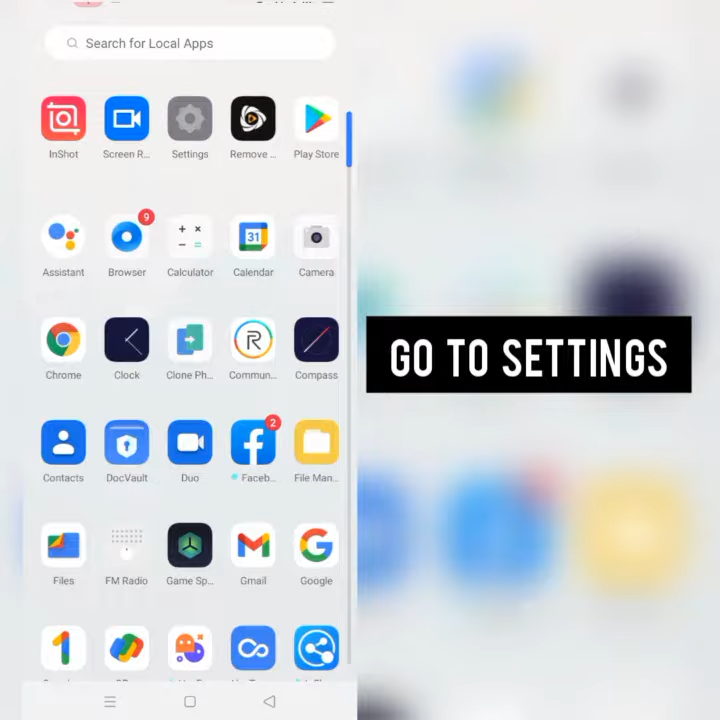 Search for Local Apps
InShot Screen R... Settings Remove .. Play Store
9
31
Assistant Browser Calculator Calendar Camera
Chrome Clock Clone Ph... Commun... Compass
2
Contacts DocVault Duo Faceb... File Man...
Files FM Radio Game Sp... Gmail Google
GO TO SETTINGS